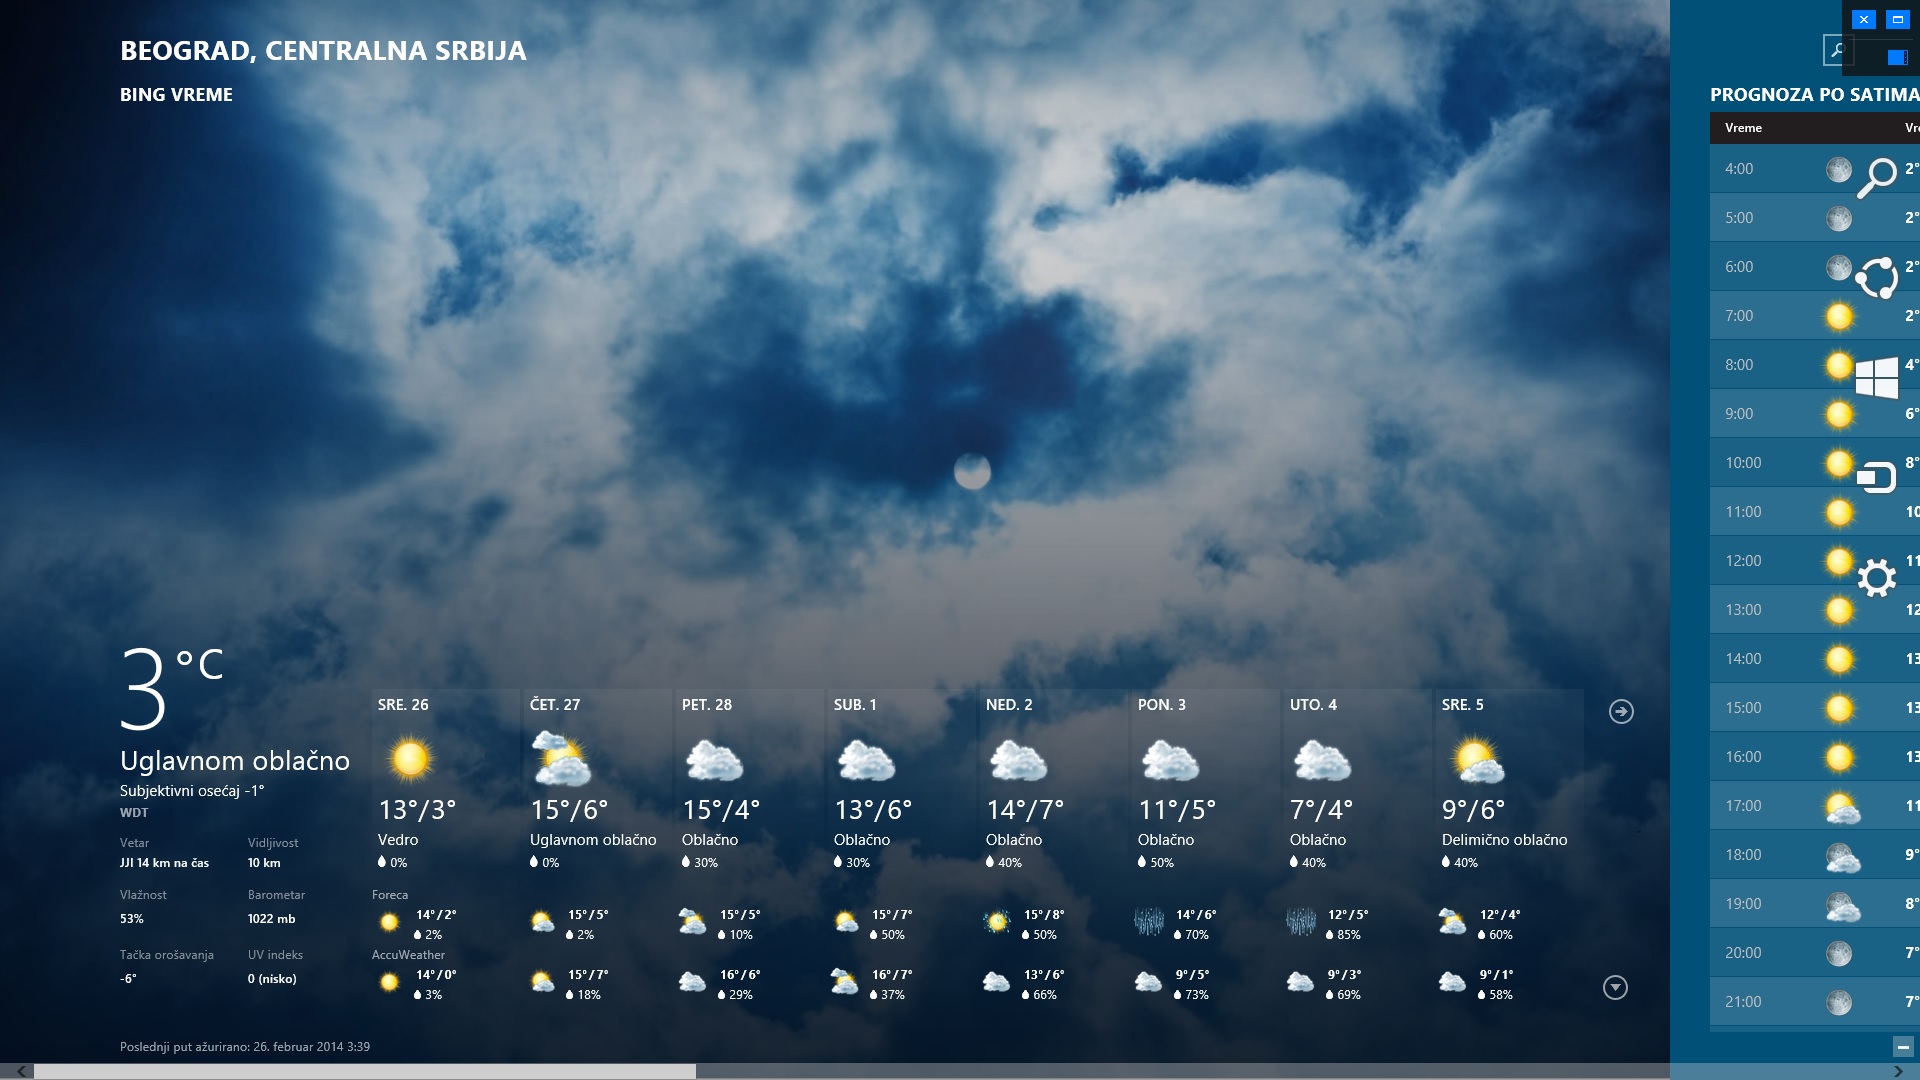 BEOGRAD, CENTRALNA SRBIJA
BING VREME
3 °C
Uglavnom oblačno
Subjektivni osećaj -1°
WDT
Vetar
JJI 14 km na čas
Vidljivost
10 km
Vlažnost
53%
Barometar
1022 mb
Tačka orošavanja
-6°
UV indeks
0 (nisko)
SRE. 26
13°/3°
Vedro
0%
ČET. 27
15°/6°
Uglavnom oblačno
0%
PET. 28
15°/4°
Oblačno
30%
SUB. 1
13°/6°
Oblačno
30%
NED. 2
14°/7°
Oblačno
40%
PON. 3
11°/5°
Oblačno
50%
UTO. 4
7°/4°
Oblačno
40%
SRE. 5
9°/6°
Delimično oblačno
40%
Foreca
14°/2° 15°/5° 15°/5° 15°/7° 15°/8° 14°/6° 12°/5° 12°/4°
2% 2% 10% 50% 50% 70% 85% 60%
AccuWeather
14°/0° 15°/7° 16°/6° 16°/7° 13°/6° 9°/5° 9°/3° 9°/1°
3% 18% 29% 37% 66% 73% 69% 58%
Poslednji put ažurirano: 26. februar 2014 3:39
PROGNOZA PO SATIMA
Vreme
4:00 2°
5:00 2°
6:00 2°
7:00 2°
8:00 4°
9:00 6°
10:00 8°
11:00 10
12:00 11
13:00 12
14:00 13
15:00 13
16:00 13
17:00 11
18:00 9°
19:00 8°
20:00 7°
21:00 7°